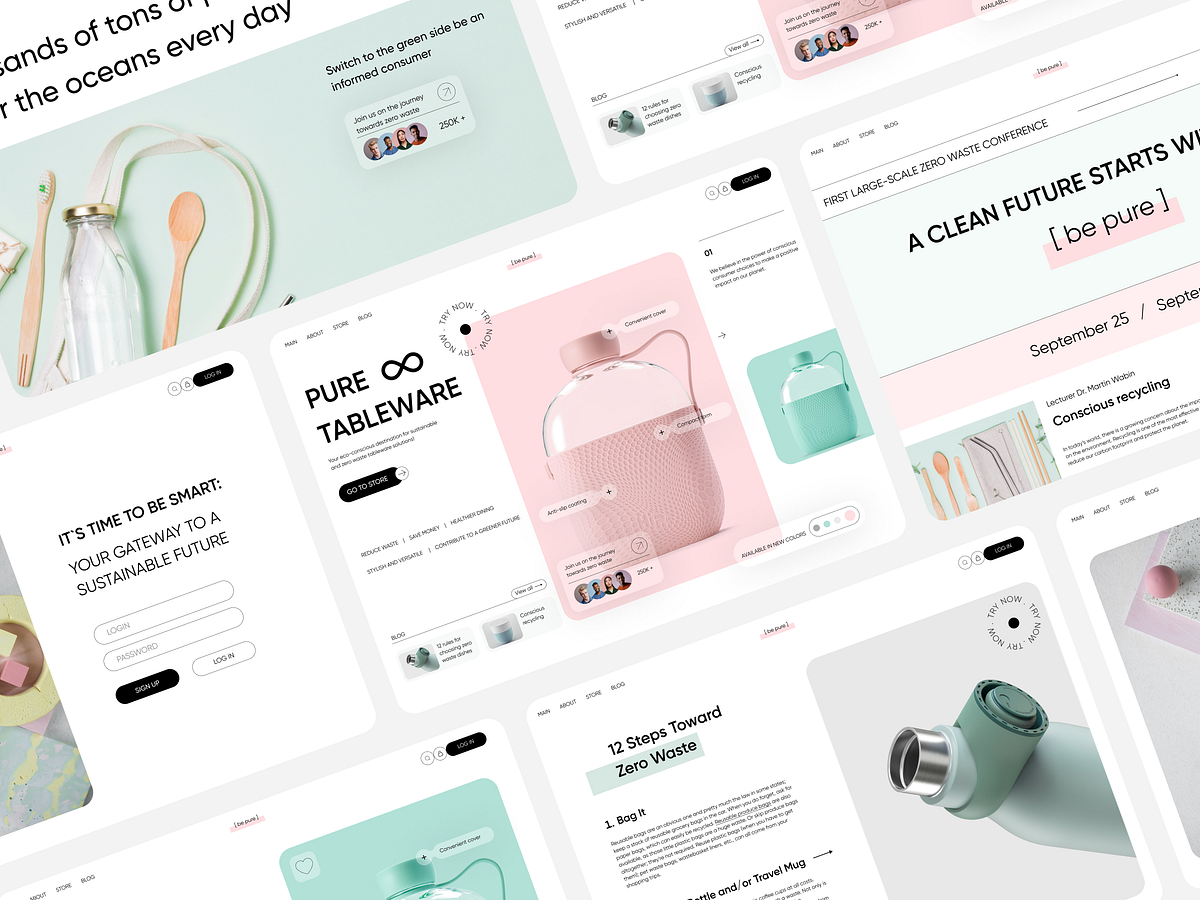 sands of tons of
r the oceans every day
Switch to the green side be an
informed consumer
Join us on the journey
towards zero waste
250K +
STYLISH AND VERSATILE |
View all
BLOG
12 rules for
choosing zero
waste dishes
Conscious
recycling
Join us on the journey
towards zero waste
250K +
[ be pure ]
MAIN ABOUT STORE BLOG
FIRST LARGE-SCALE ZERO WASTE CONFERENCE
A CLEAN FUTURE STARTS
[ be pure ]
September 25 /
Lecturer Dr. Martin Wabin
Conscious recycling
In today's world, there is a growing concern about the
on the environment. Recycling is one of the most effective
reduce our carbon footprint and protect the planet.
LOG IN
IT`S TIME TO BE SMART:
YOUR GATEWAY TO A
SUSTAINABLE FUTURE
LOGIN
PASSWORD
SIGN UP
LOG IN
[ be pure ]
LOG IN
MAIN ABOUT STORE BLOG
TRY NOW · TRY NOW · TRY NOW ·
PURE
TABLEWARE
Your eco-conscious destination for sustainable
and zero waste tableware solutions!
GO TO STORE
REDUCE WASTE | SAVE MONEY | HEALTHIER DINING
STYLISH AND VERSATILE | CONTRIBUTE TO A GREENER FUTURE
View all
BLOG
12 rules for
choosing zero
waste dishes
Conscious
recycling
Convenient cover
Compact form
Anti-slip coating
Join us on the journey
towards zero waste
250K +
AVAILABLE IN NEW COLORS
01
We believe in the power of conscious
consumer choices to make a positive
impact on our planet.
LOG IN
[ be pure ]
ABOUT STORE BLOG
Convenient cover
[ be pure ]
LOG IN
MAIN ABOUT STORE BLOG
TRY NOW · TRY NOW · TRY NOW ·
12 Steps Toward
Zero Waste
1. Bag It
Reusable bags are an obvious one and pretty much the law in some states;
keep a stack of reusable grocery bags in the car. When you do forget, ask for
paper bags, which can easily be recycled. Reusable produce bags are also
available, as those little plastic bags are a huge waste. Or skip produce bags
altogether; they're not required. Reuse plastic bags (when you have to get
them); pet waste bags, wastebasket liners, etc., can all come from your
shopping trips.
ottle and/or Travel Mug
coffee cups at all costs.
a waste. Not only is
MAIN ABOUT STORE BLOG